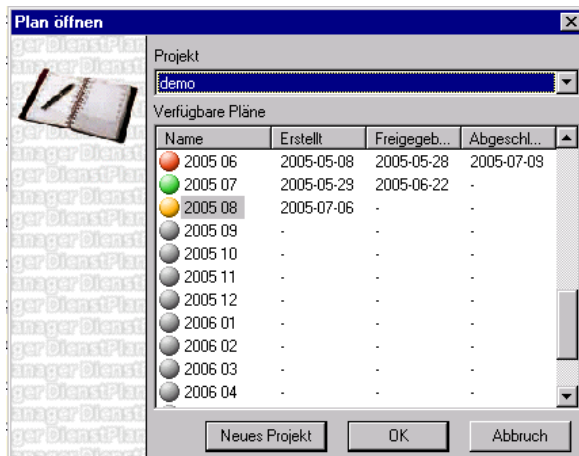 Plan öffnen
Projekt
demo
Verfügbare Pläne
Name Erstellt Freigegeb... Abgeschl...
2005 06 2005-05-08 2005-05-28 2005-07-09
2005 07 2005-05-29 2005-06-22 -
2005 08 2005-07-06 - -
2005 09 - - -
2005 10 - - -
2005 11 - - -
2005 12 - - -
2006 01 - - -
2006 02 - - -
2006 03 - - -
2006 04 - - -
Neues Projekt OK Abbruch